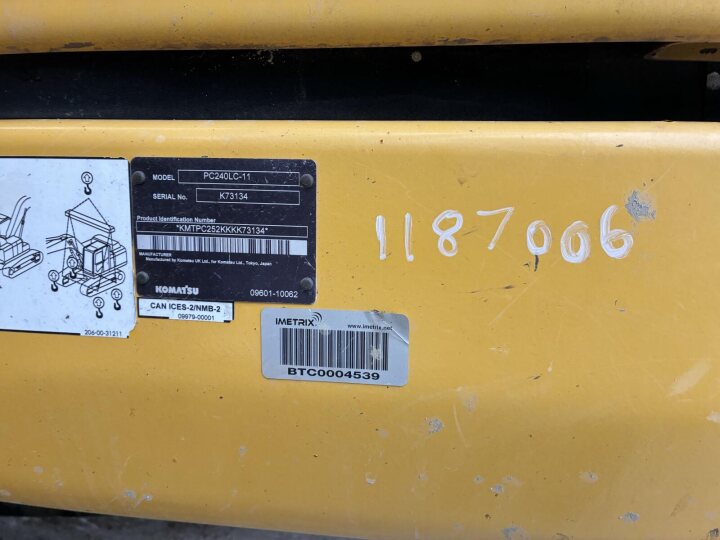 MODEL PC240LC-11
SERIAL No. K73134
Product Identification Number
*KMTPC252KKKK73134*
MANUFACTURER
Manufactured by Komatsu UK Ltd., for Komatsu Ltd., Tokyo, Japan
KOMATSU 09601-10062
CAN ICES-2/NMB-2
09979-00001
206-00-31211
1187006
IMETRIX www.imetrix.net
BTC0004539